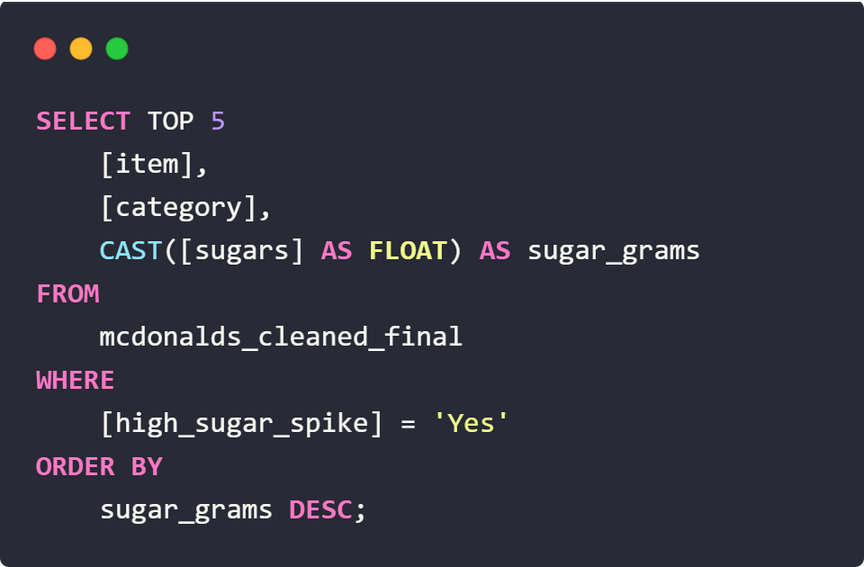 SELECT TOP 5
    [item],
    [category],
    CAST([sugars] AS FLOAT) AS sugar_grams
FROM
    mcdonalds_cleaned_final
WHERE
    [high_sugar_spike] = 'Yes'
ORDER BY
    sugar_grams DESC;